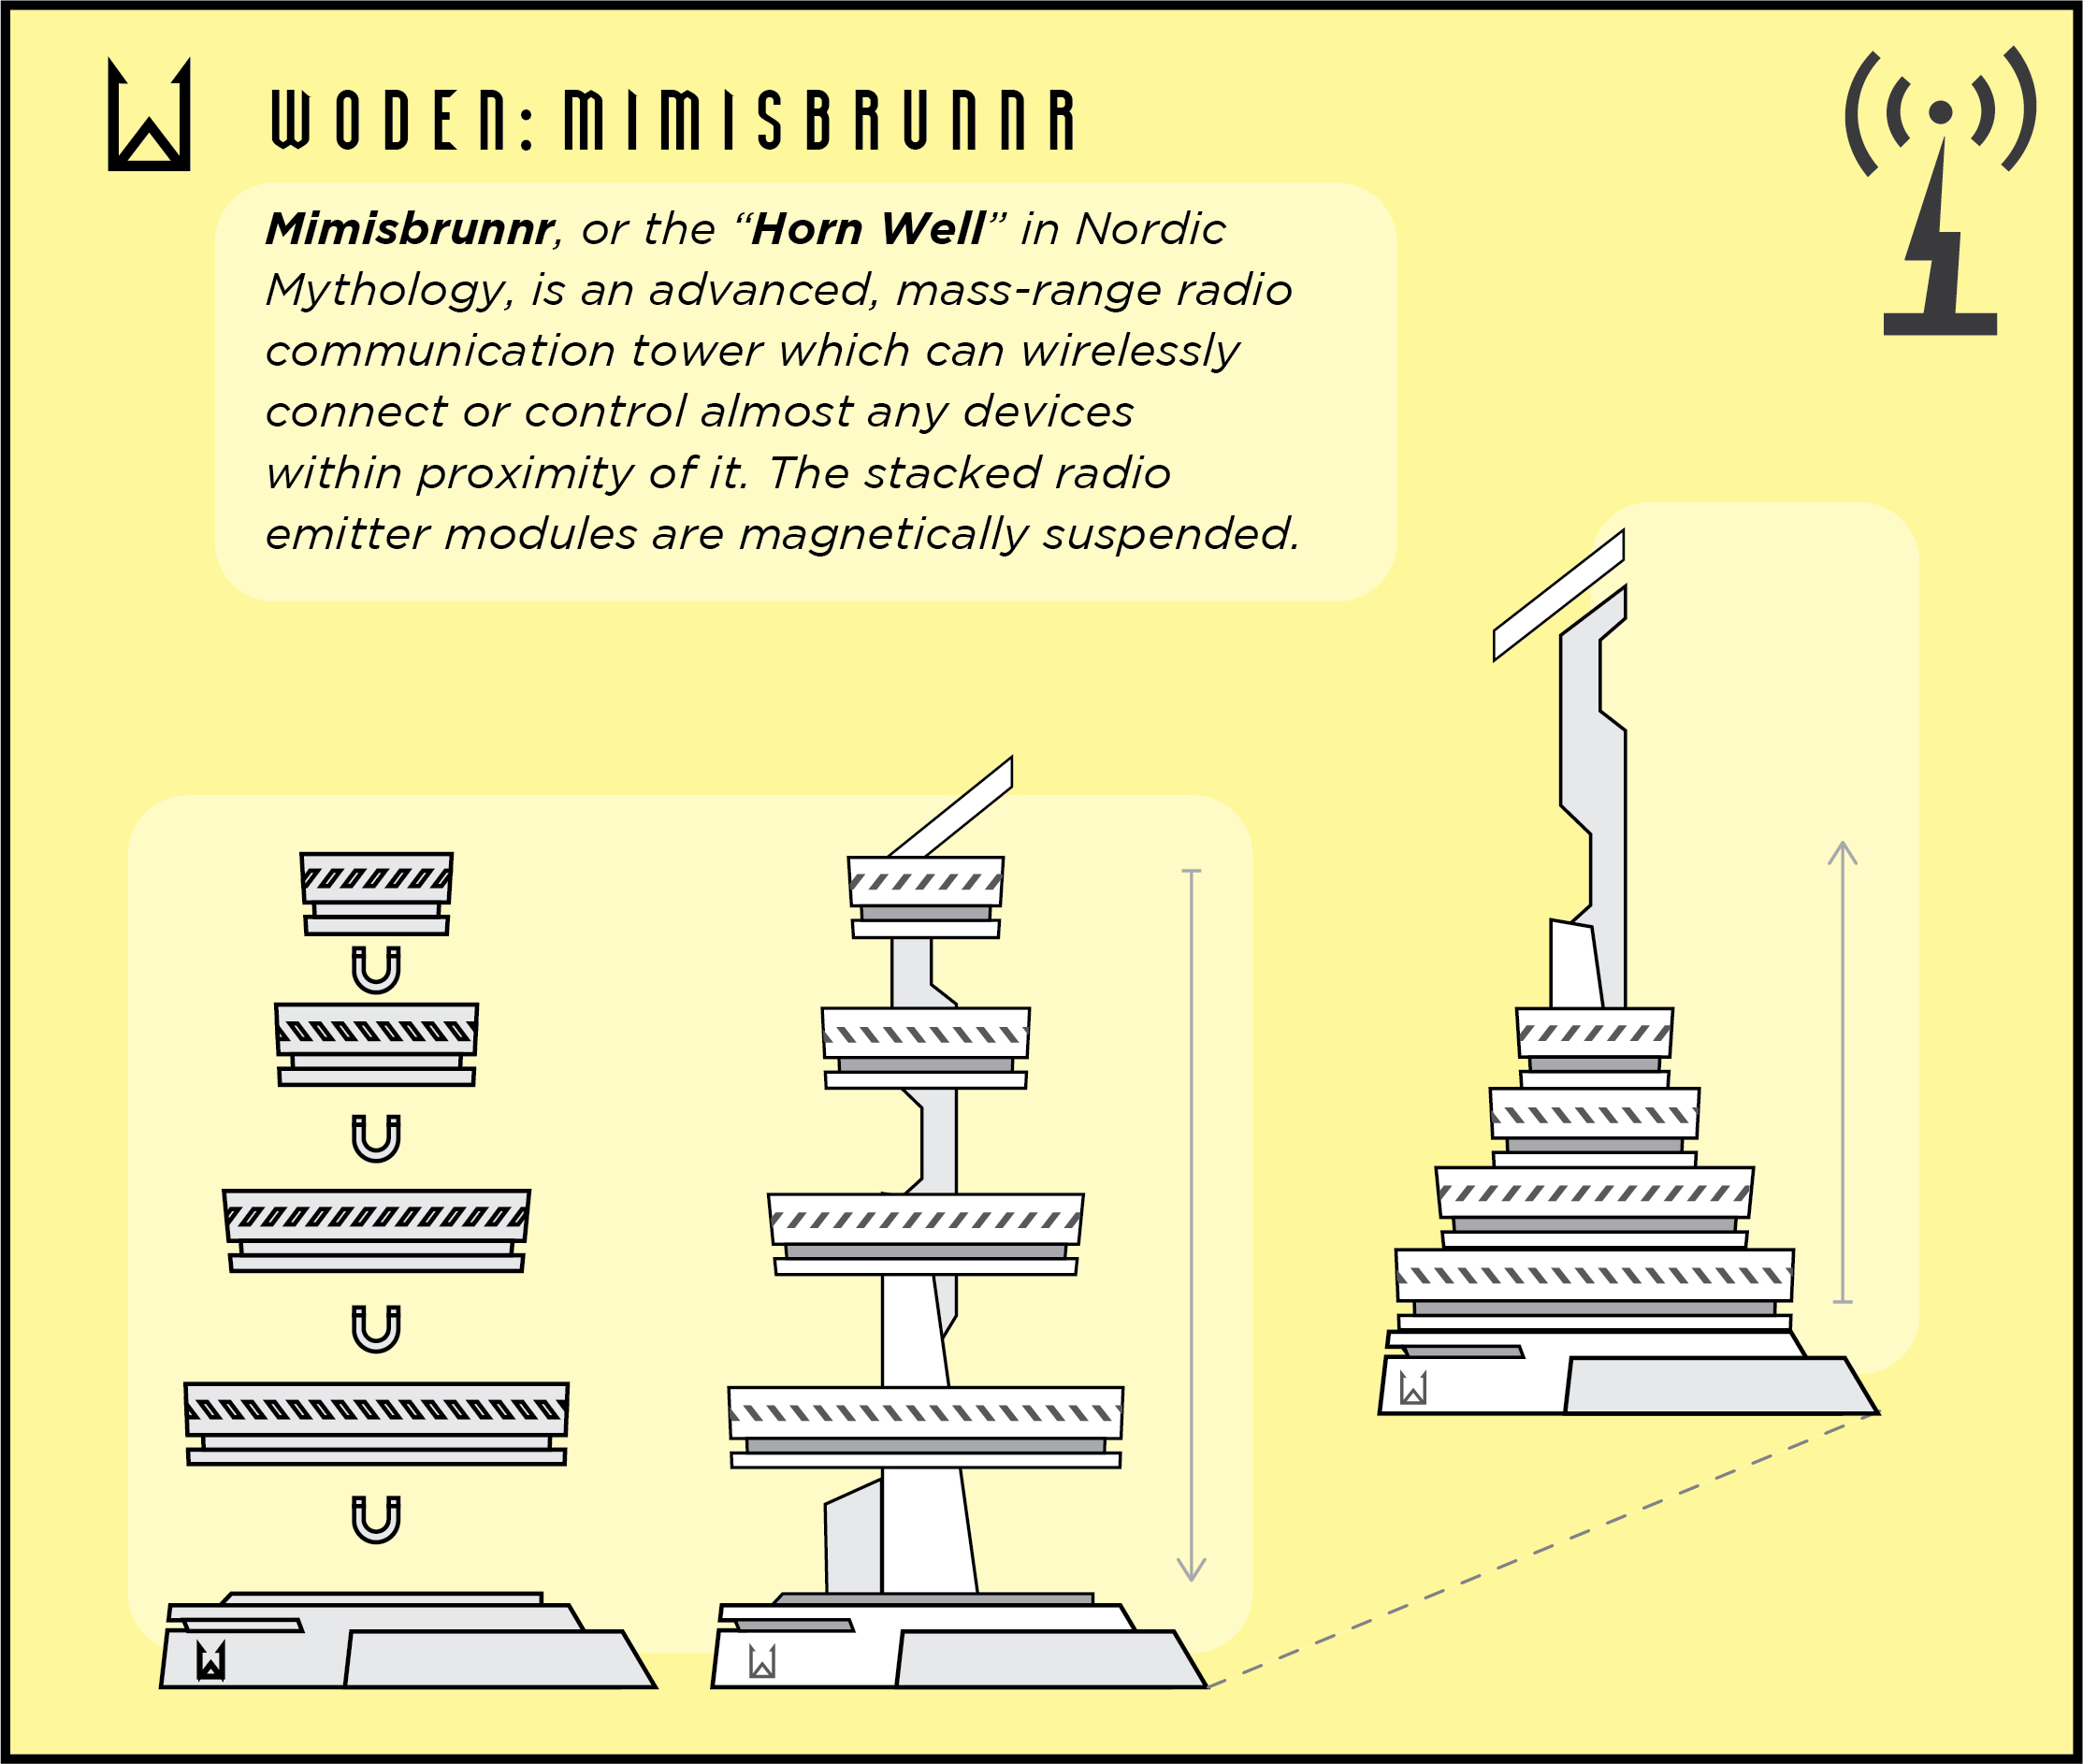 WODEN: MIMISBRUNNR
Mimisbrunnr, or the “Horn Well” in Nordic
Mythology, is an advanced, mass-range radio
communication tower which can wirelessly
connect or control almost any devices
within proximity of it. The stacked radio
emitter modules are magnetically suspended.